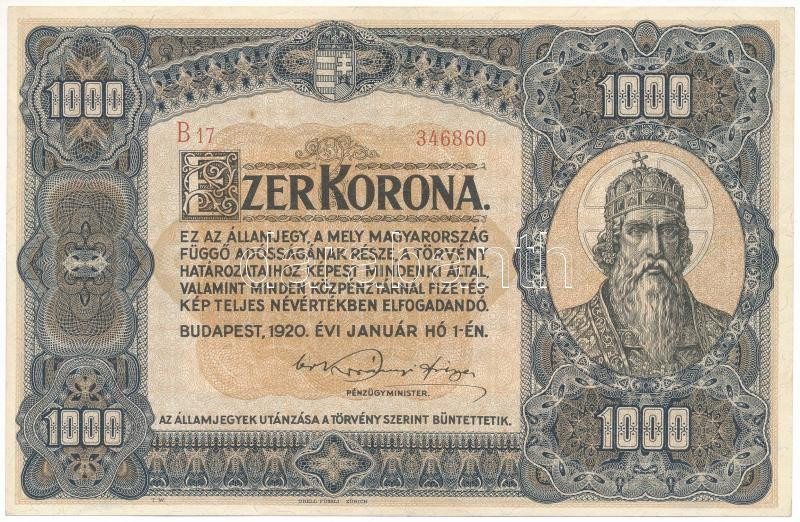 1000
1000
B 17
346860
EZER KORONA.
EZ AZ ÁLLAMJEGY, A MELY MAGYARORSZÁG
FÜGGŐ ADÓSSÁGÁNAK RÉSZE, A TÖRVÉNY
HATÁROZATAIHOZ KÉPEST MINDENKI ÁLTAL,
VALAMINT MINDEN KÖZPÉNZTÁRNÁL FIZETÉS-
KÉP TELJES NÉVÉRTÉKBEN ELFOGADANDÓ.
BUDAPEST, 1920. ÉVI JANUÁR HÓ 1-ÉN.
PÉNZÜGYMINISTER.
AZ ÁLLAMJEGYEK UTÁNZÁSA A TÖRVÉNY SZERINT BÜNTETTETIK.
1000
1000
T. W.
ORELL FÜSSLI ZÜRICH